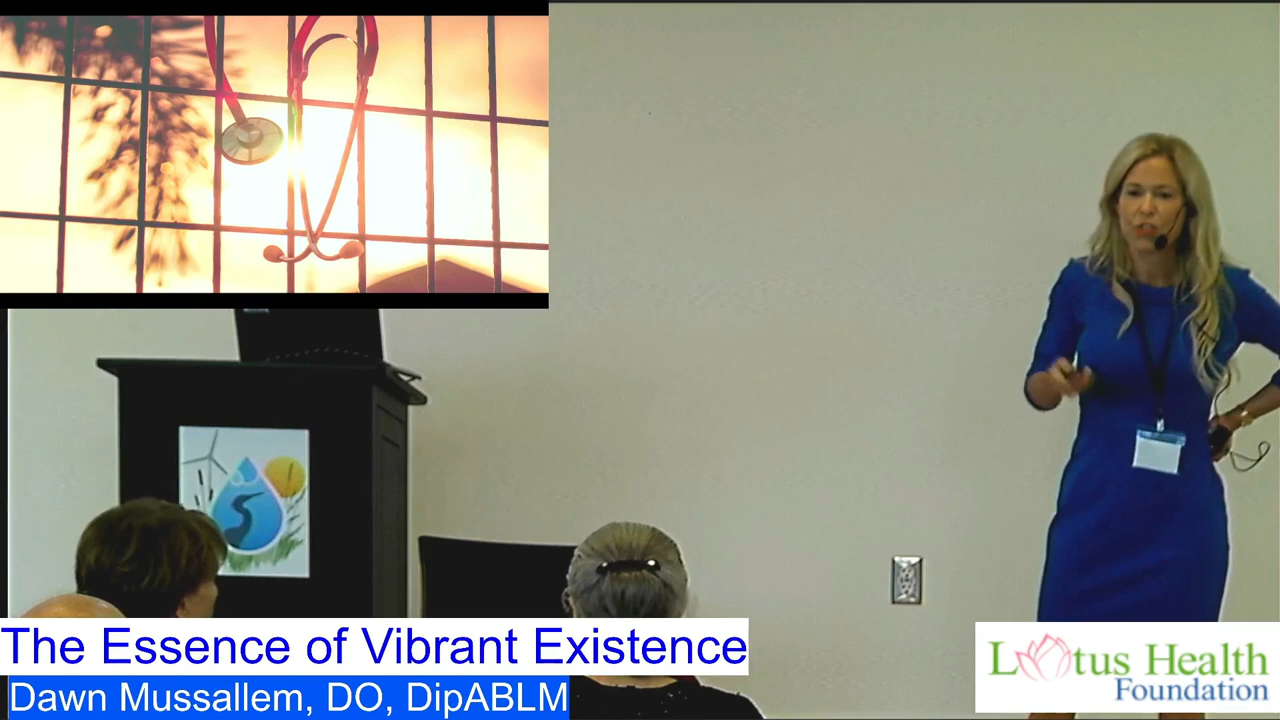 The Essence of Vibrant Existence
Dawn Mussallem, DO, DipABLM
Lotus Health
Foundation